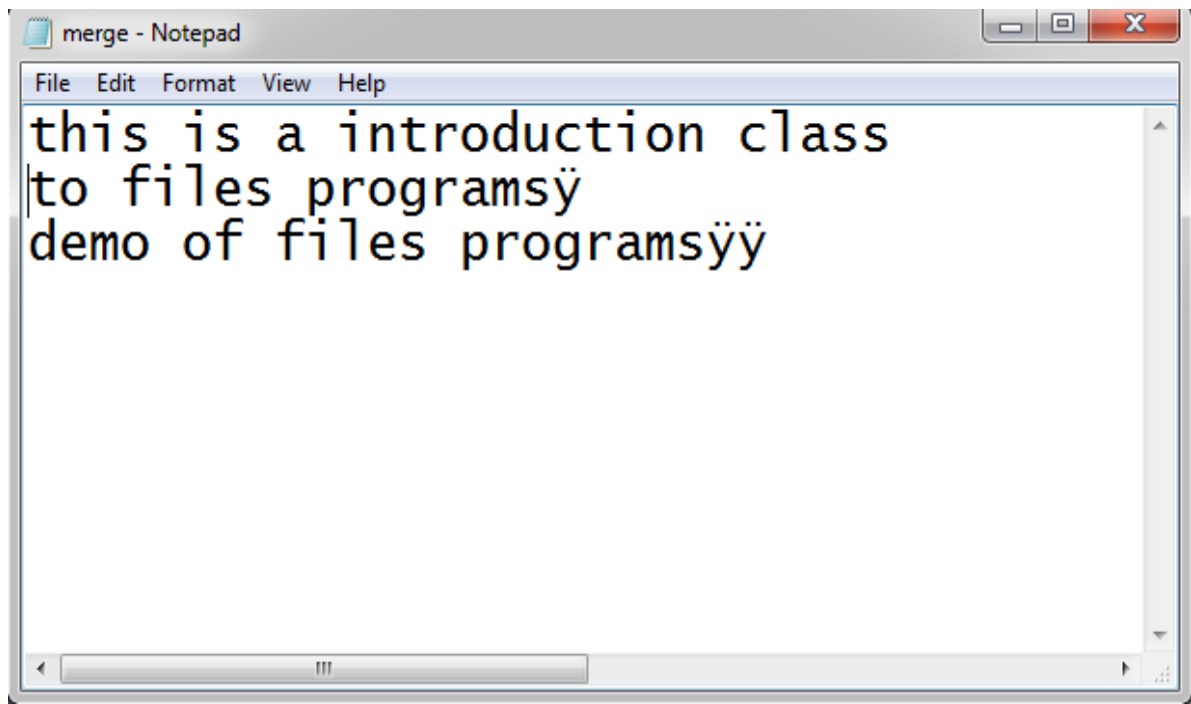 merge - Notepad
File Edit Format View Help
this is a introduction class
to files programsÿ
demo of files programsÿÿ